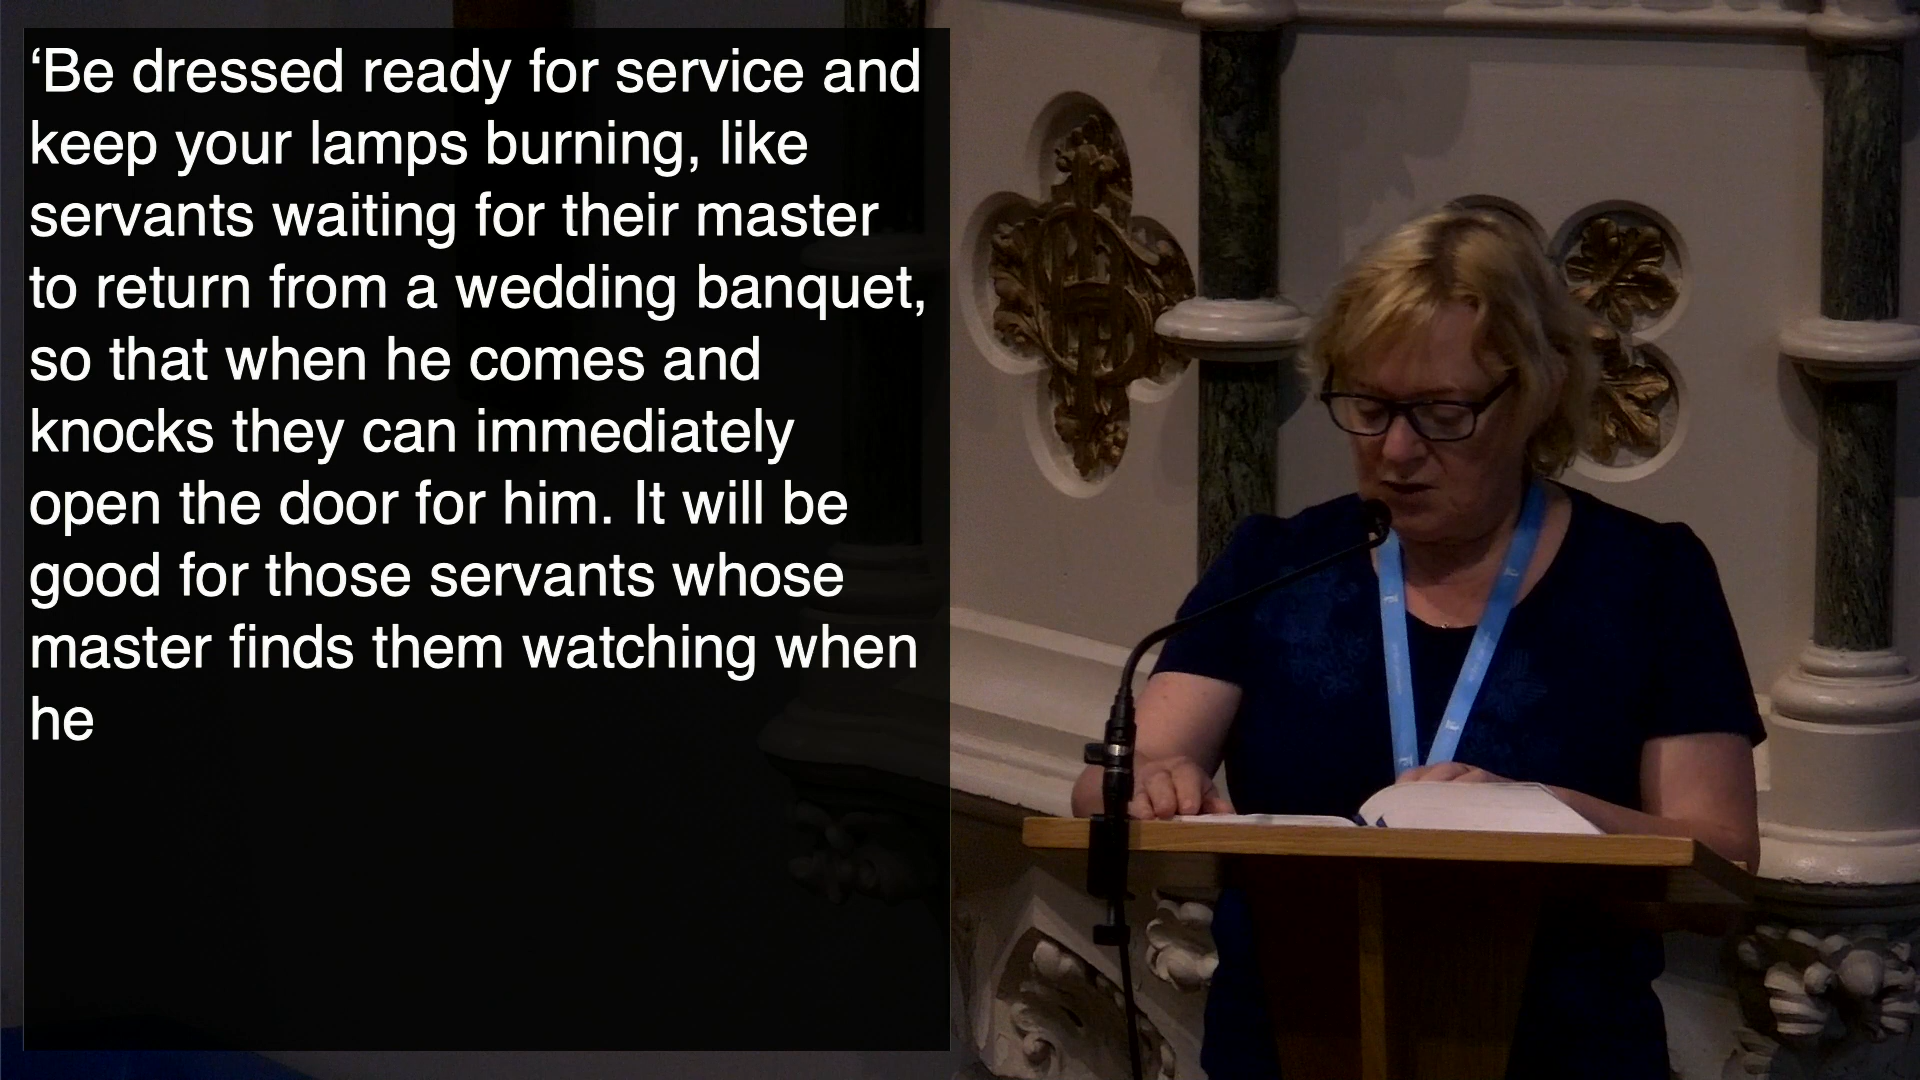 ‘Be dressed ready for service and
keep your lamps burning, like
servants waiting for their master
to return from a wedding banquet,
so that when he comes and
knocks they can immediately
open the door for him. It will be
good for those servants whose
master finds them watching when
he